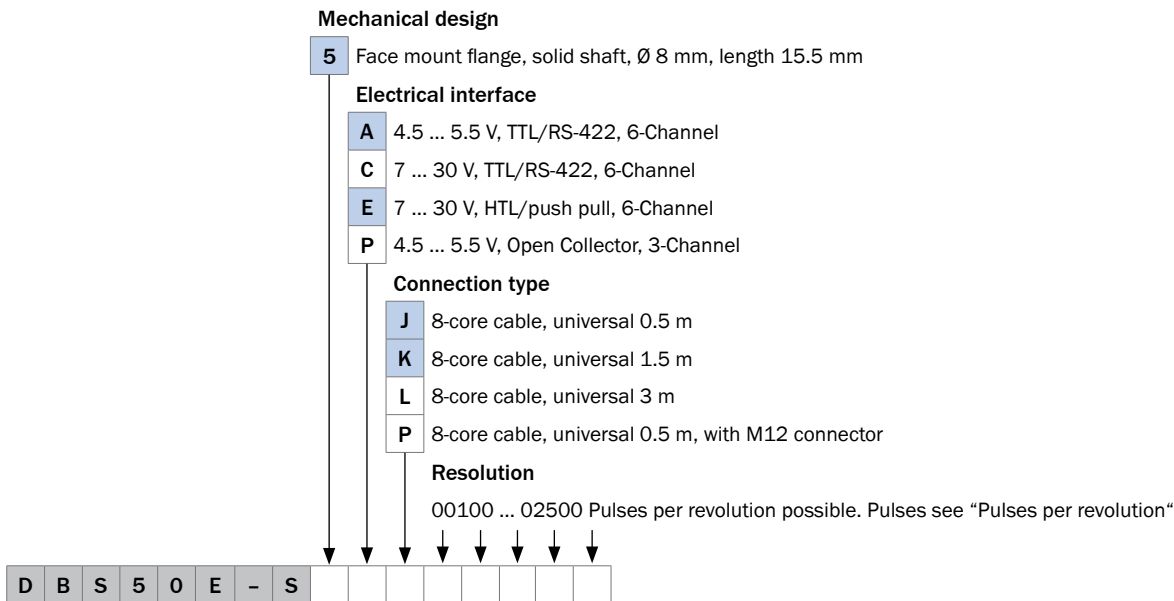 Mechanical design
5 Face mount flange, solid shaft, Ø 8 mm, length 15.5 mm
Electrical interface
A 4.5 ... 5.5 V, TTL/RS-422, 6-Channel
C 7 ... 30 V, TTL/RS-422, 6-Channel
E 7 ... 30 V, HTL/push pull, 6-Channel
P 4.5 ... 5.5 V, Open Collector, 3-Channel
Connection type
J 8-core cable, universal 0.5 m
K 8-core cable, universal 1.5 m
L 8-core cable, universal 3 m
P 8-core cable, universal 0.5 m, with M12 connector
Resolution
00100 ... 02500 Pulses per revolution possible. Pulses see “Pulses per revolution“
D B S 5 0 E – S